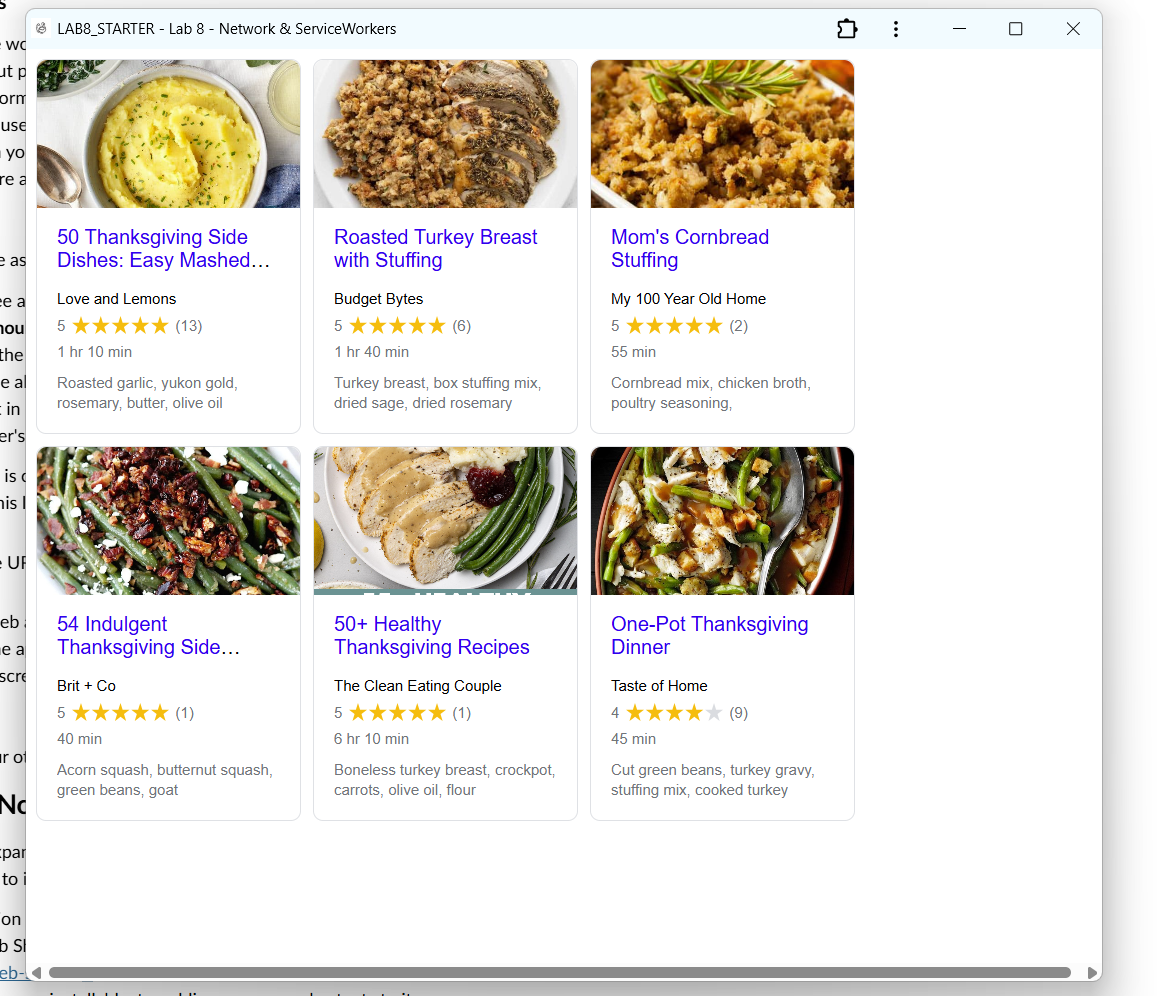 LAB8_STARTER - Lab 8 - Network & ServiceWorkers
50 Thanksgiving Side
Dishes: Easy Mashed…
Love and Lemons
5 ★★★★★ (13)
1 hr 10 min
Roasted garlic, yukon gold,
rosemary, butter, olive oil
Roasted Turkey Breast
with Stuffing
Budget Bytes
5 ★★★★★ (6)
1 hr 40 min
Turkey breast, box stuffing mix,
dried sage, dried rosemary
Mom's Cornbread
Stuffing
My 100 Year Old Home
5 ★★★★★ (2)
55 min
Cornbread mix, chicken broth,
poultry seasoning,
54 Indulgent
Thanksgiving Side…
Brit + Co
5 ★★★★★ (1)
40 min
Acorn squash, butternut squash,
green beans, goat
50+ Healthy
Thanksgiving Recipes
The Clean Eating Couple
5 ★★★★★ (1)
6 hr 10 min
Boneless turkey breast, crockpot,
carrots, olive oil, flour
One-Pot Thanksgiving
Dinner
Taste of Home
4 ★★★★☆ (9)
45 min
Cut green beans, turkey gravy,
stuffing mix, cooked turkey